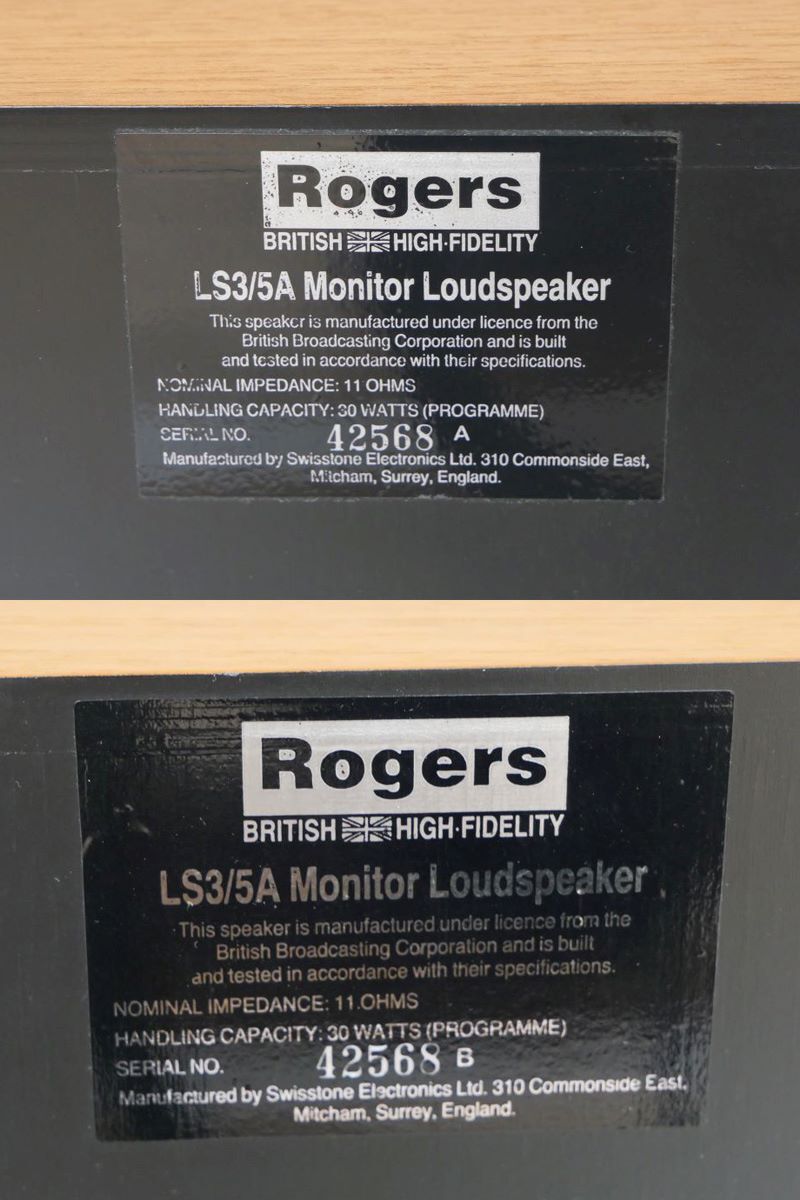 Rogers
BRITISH HIGH·FIDELITY
LS3/5A Monitor Loudspeaker
This speaker is manufactured under licence from the
British Broadcasting Corporation and is built
and tested in accordance with their specifications.
NOMINAL IMPEDANCE: 11 OHMS
HANDLING CAPACITY: 30 WATTS (PROGRAMME)
SERIAL NO. 42568 A
Manufactured by Swisstone Electronics Ltd. 310 Commonside East,
Mitcham, Surrey, England.
Rogers
BRITISH HIGH·FIDELITY
LS3/5A Monitor Loudspeaker
This speaker is manufactured under licence from the
British Broadcasting Corporation and is built
and tested in accordance with their specifications.
NOMINAL IMPEDANCE: 11 OHMS
HANDLING CAPACITY: 30 WATTS (PROGRAMME)
SERIAL NO. 42568 B
Manufactured by Swisstone Electronics Ltd. 310 Commonside East,
Mitcham, Surrey, England.